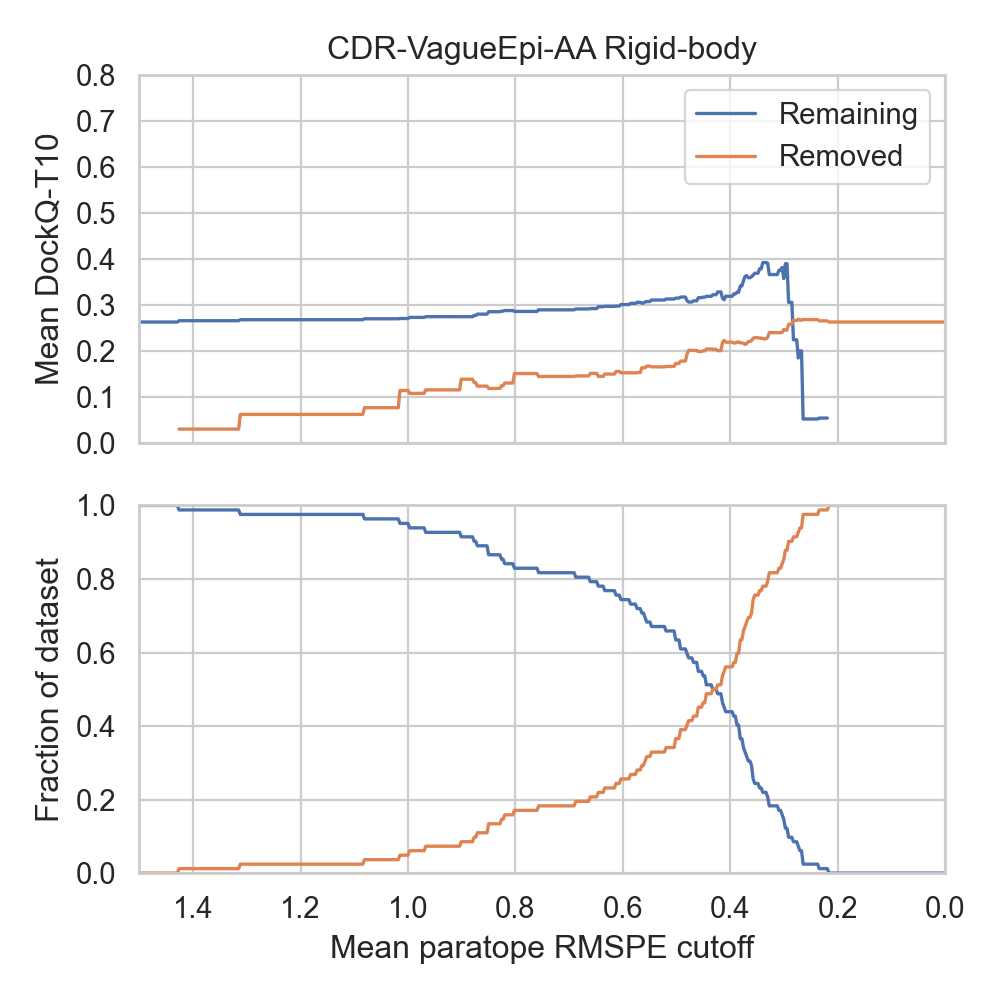 CDR-VagueEpi-AA Rigid-body
Mean DockQ-T10
0.8
0.7
0.6
0.5
0.4
0.3
0.2
0.1
0.0
Remaining
Removed
Fraction of dataset
1.0
0.8
0.6
0.4
0.2
0.0
1.4 1.2 1.0 0.8 0.6 0.4 0.2 0.0
Mean paratope RMSPE cutoff